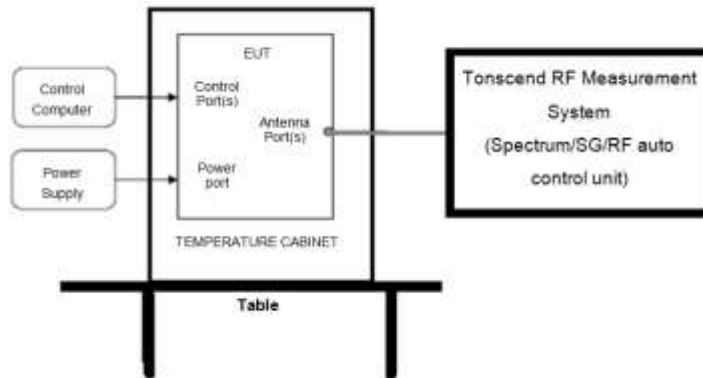 EUT
Control
Computer
Control
Port(s)
Antenna
Port(s)
Power
Supply
Power
port
TEMPERATURE CABINET
Table
Tonscend RF Measurement
System
(Spectrum/SG/RF auto
control unit)